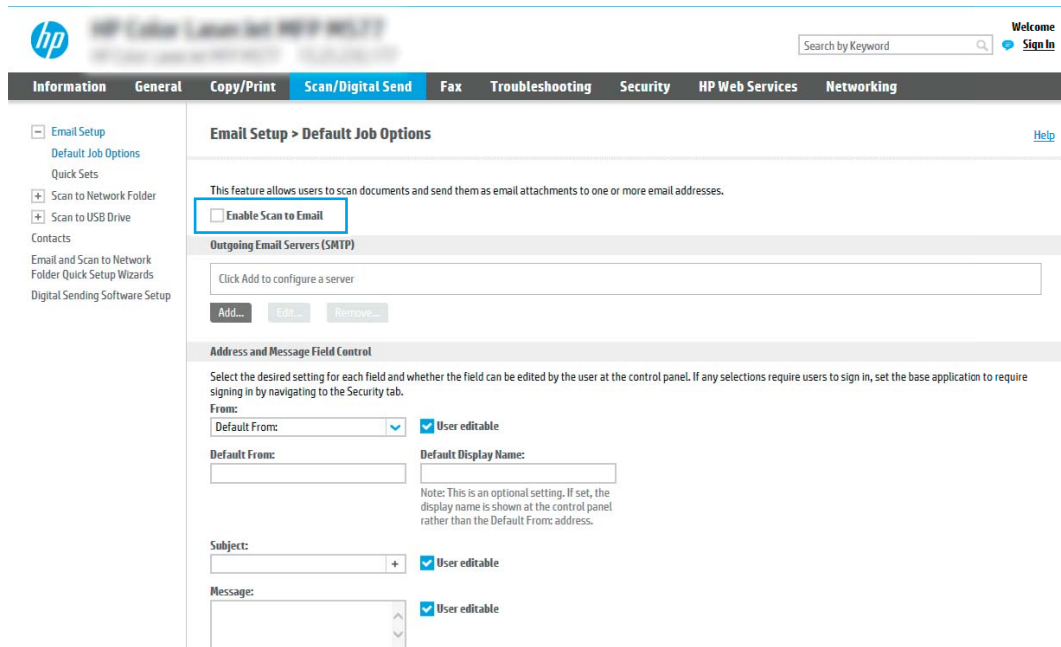 hp
Welcome
Search by Keyword
Sign In
Information General Copy/Print Scan/Digital Send Fax Troubleshooting Security HP Web Services Networking
Email Setup
Default Job Options
Quick Sets
Scan to Network Folder
Scan to USB Drive
Contacts
Email and Scan to Network
Folder Quick Setup Wizards
Digital Sending Software Setup
Email Setup > Default Job Options
Help
This feature allows users to scan documents and send them as email attachments to one or more email addresses.
Enable Scan to Email
Outgoing Email Servers (SMTP)
Click Add to configure a server
Add... Edit... Remove...
Address and Message Field Control
Select the desired setting for each field and whether the field can be edited by the user at the control panel. If any selections require users to sign in, set the base application to require
signing in by navigating to the Security tab.
From:
Default From: User editable
Default From: Default Display Name:
Note: This is an optional setting. If set, the
display name is shown at the control panel
rather than the Default From: address.
Subject:
+ User editable
Message:
User editable